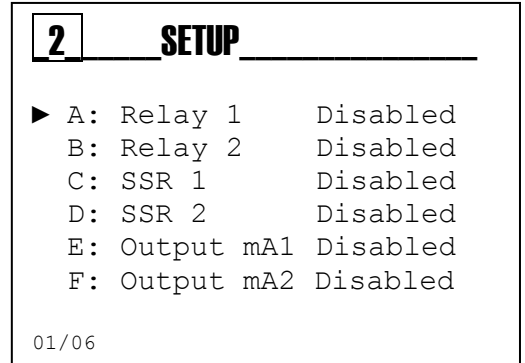 2 SETUP
► A: Relay 1 Disabled
B: Relay 2 Disabled
C: SSR 1 Disabled
D: SSR 2 Disabled
E: Output mA1 Disabled
F: Output mA2 Disabled
01/06